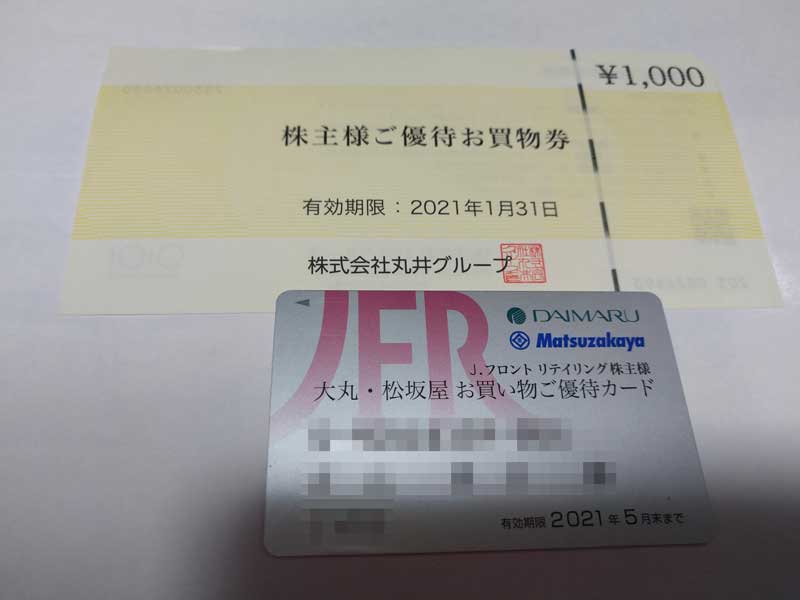 ¥1,000
株主様ご優待お買物券
有効期限：2021年1月31日
株式会社丸井グループ
JFR
DAIMARU
Matsuzakaya
J.フロント リテイリング株主様
大丸・松坂屋 お買い物ご優待カード
有効期限 2021年5月末まで